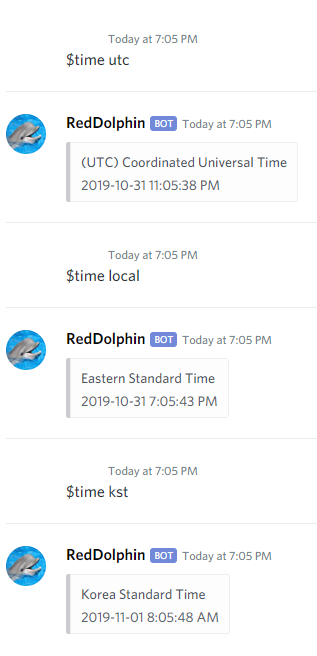 Today at 7:05 PM
$time utc
RedDolphin BOT Today at 7:05 PM
(UTC) Coordinated Universal Time
2019-10-31 11:05:38 PM
Today at 7:05 PM
$time local
RedDolphin BOT Today at 7:05 PM
Eastern Standard Time
2019-10-31 7:05:43 PM
Today at 7:05 PM
$time kst
RedDolphin BOT Today at 7:05 PM
Korea Standard Time
2019-11-01 8:05:48 AM